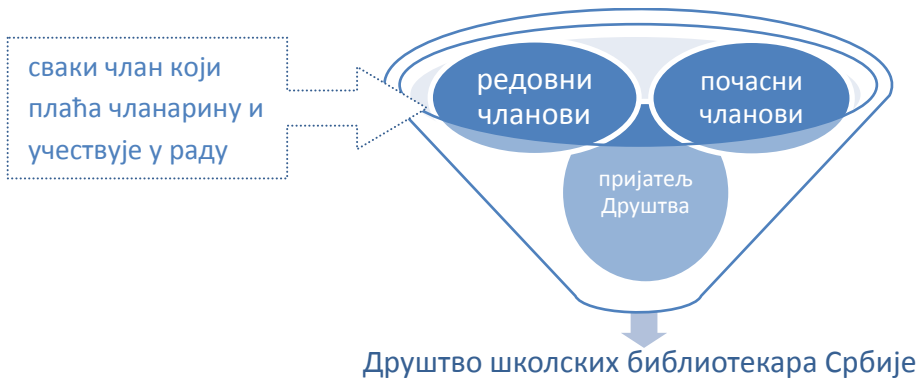 сваки члан који
плаћа чланарину и
учествује у раду
редовни
чланови
почасни
чланови
пријатељ
Друштва
Друштво школских библиотекара Србије